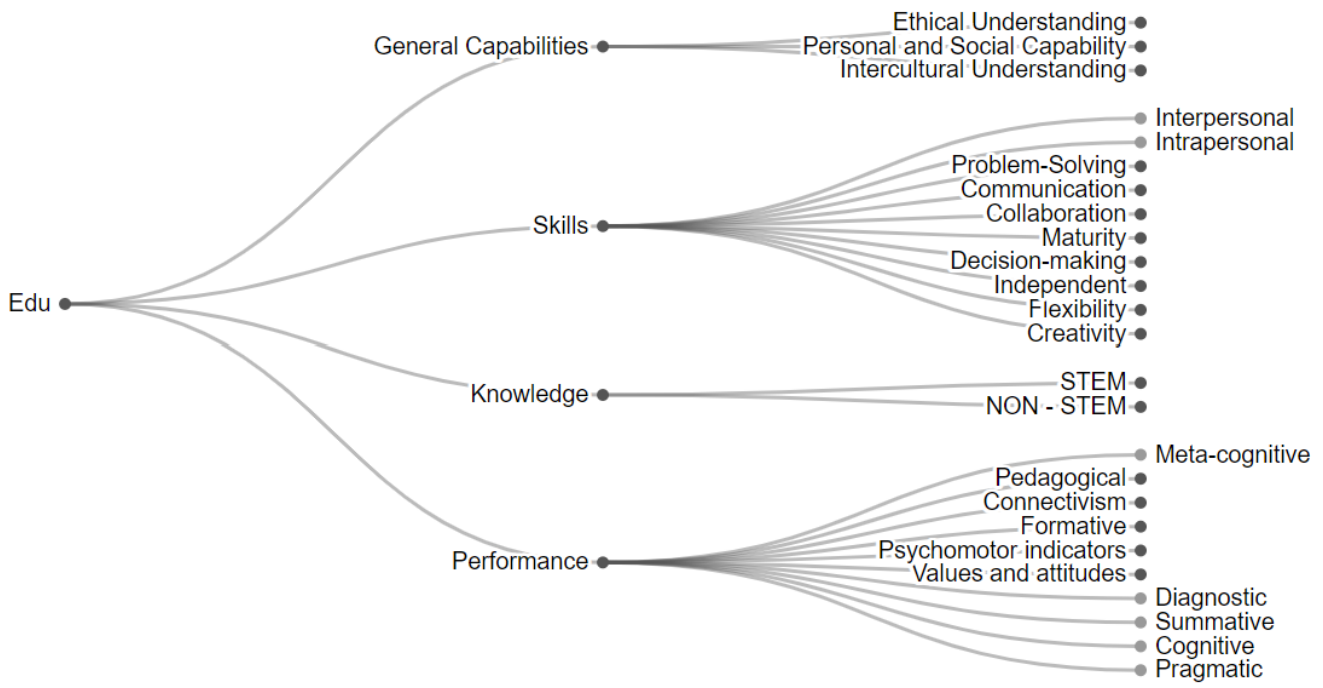 Edu
General Capabilities
Ethical Understanding
Personal and Social Capability
Intercultural Understanding
Skills
Interpersonal
Intrapersonal
Problem-Solving
Communication
Collaboration
Maturity
Decision-making
Independent
Flexibility
Creativity
Knowledge
STEM
NON - STEM
Performance
Meta-cognitive
Pedagogical
Connectivism
Formative
Psychomotor indicators
Values and attitudes
Diagnostic
Summative
Cognitive
Pragmatic